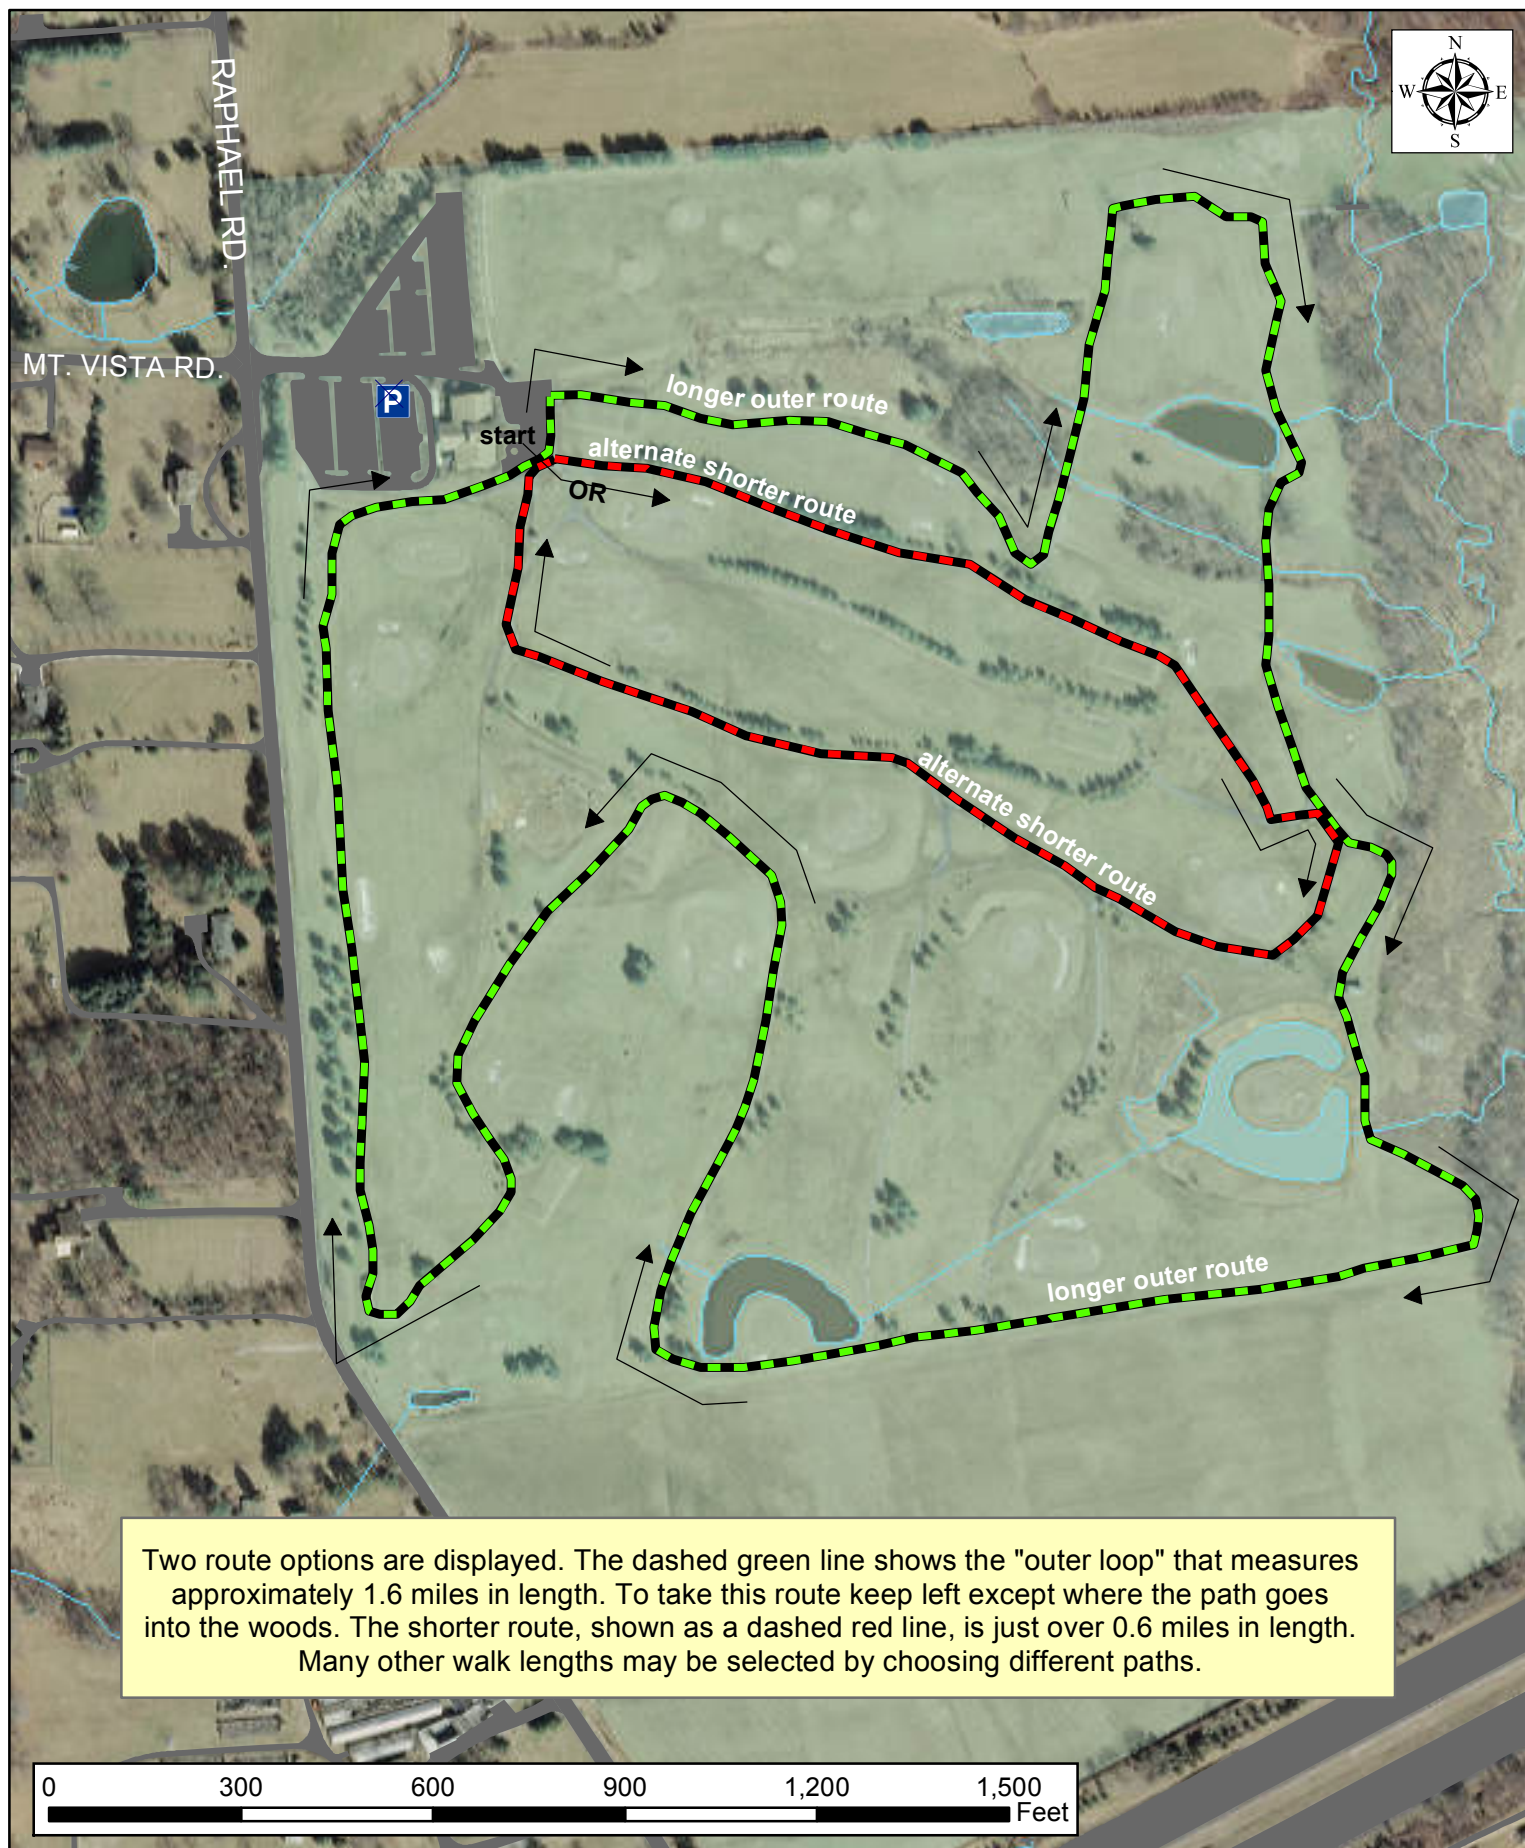 N
W E
S
RAPHAEL RD.
MT. VISTA RD.
P
longer outer route
start
alternate shorter route
OR
alternate shorter route
longer outer route
Two route options are displayed. The dashed green line shows the "outer loop" that measures
approximately 1.6 miles in length. To take this route keep left except where the path goes
into the woods. The shorter route, shown as a dashed red line, is just over 0.6 miles in length.
Many other walk lengths may be selected by choosing different paths.
0 300 600 900 1,200 1,500
Feet